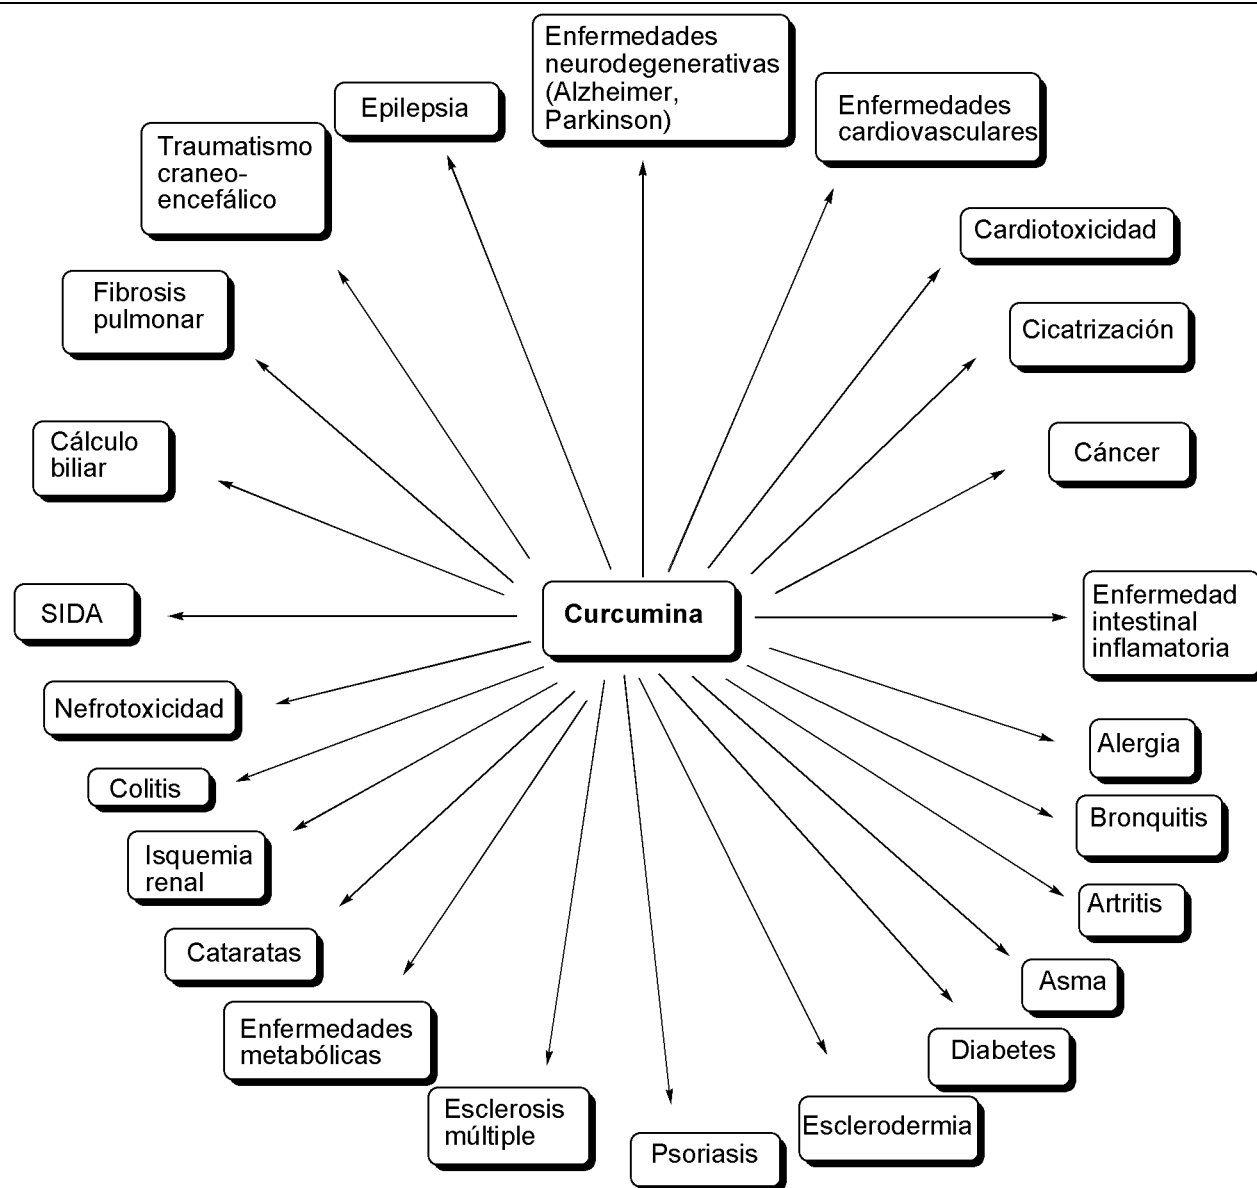 Enfermedades
neurodegenerativas
(Alzheimer,
Parkinson)
Epilepsia
Enfermedades
cardiovasculares
Traumatismo
craneo-
encefálico
Cardiotoxicidad
Fibrosis
pulmonar
Cicatrización
Cálculo
biliar
Cáncer
Curcumina
SIDA
Enfermedad
intestinal
inflamatoria
Nefrotoxicidad
Alergia
Colitis
Bronquitis
Isquemia
renal
Artritis
Cataratas
Asma
Enfermedades
metabólicas
Diabetes
Esclerosis
múltiple
Esclerodermia
Psoriasis